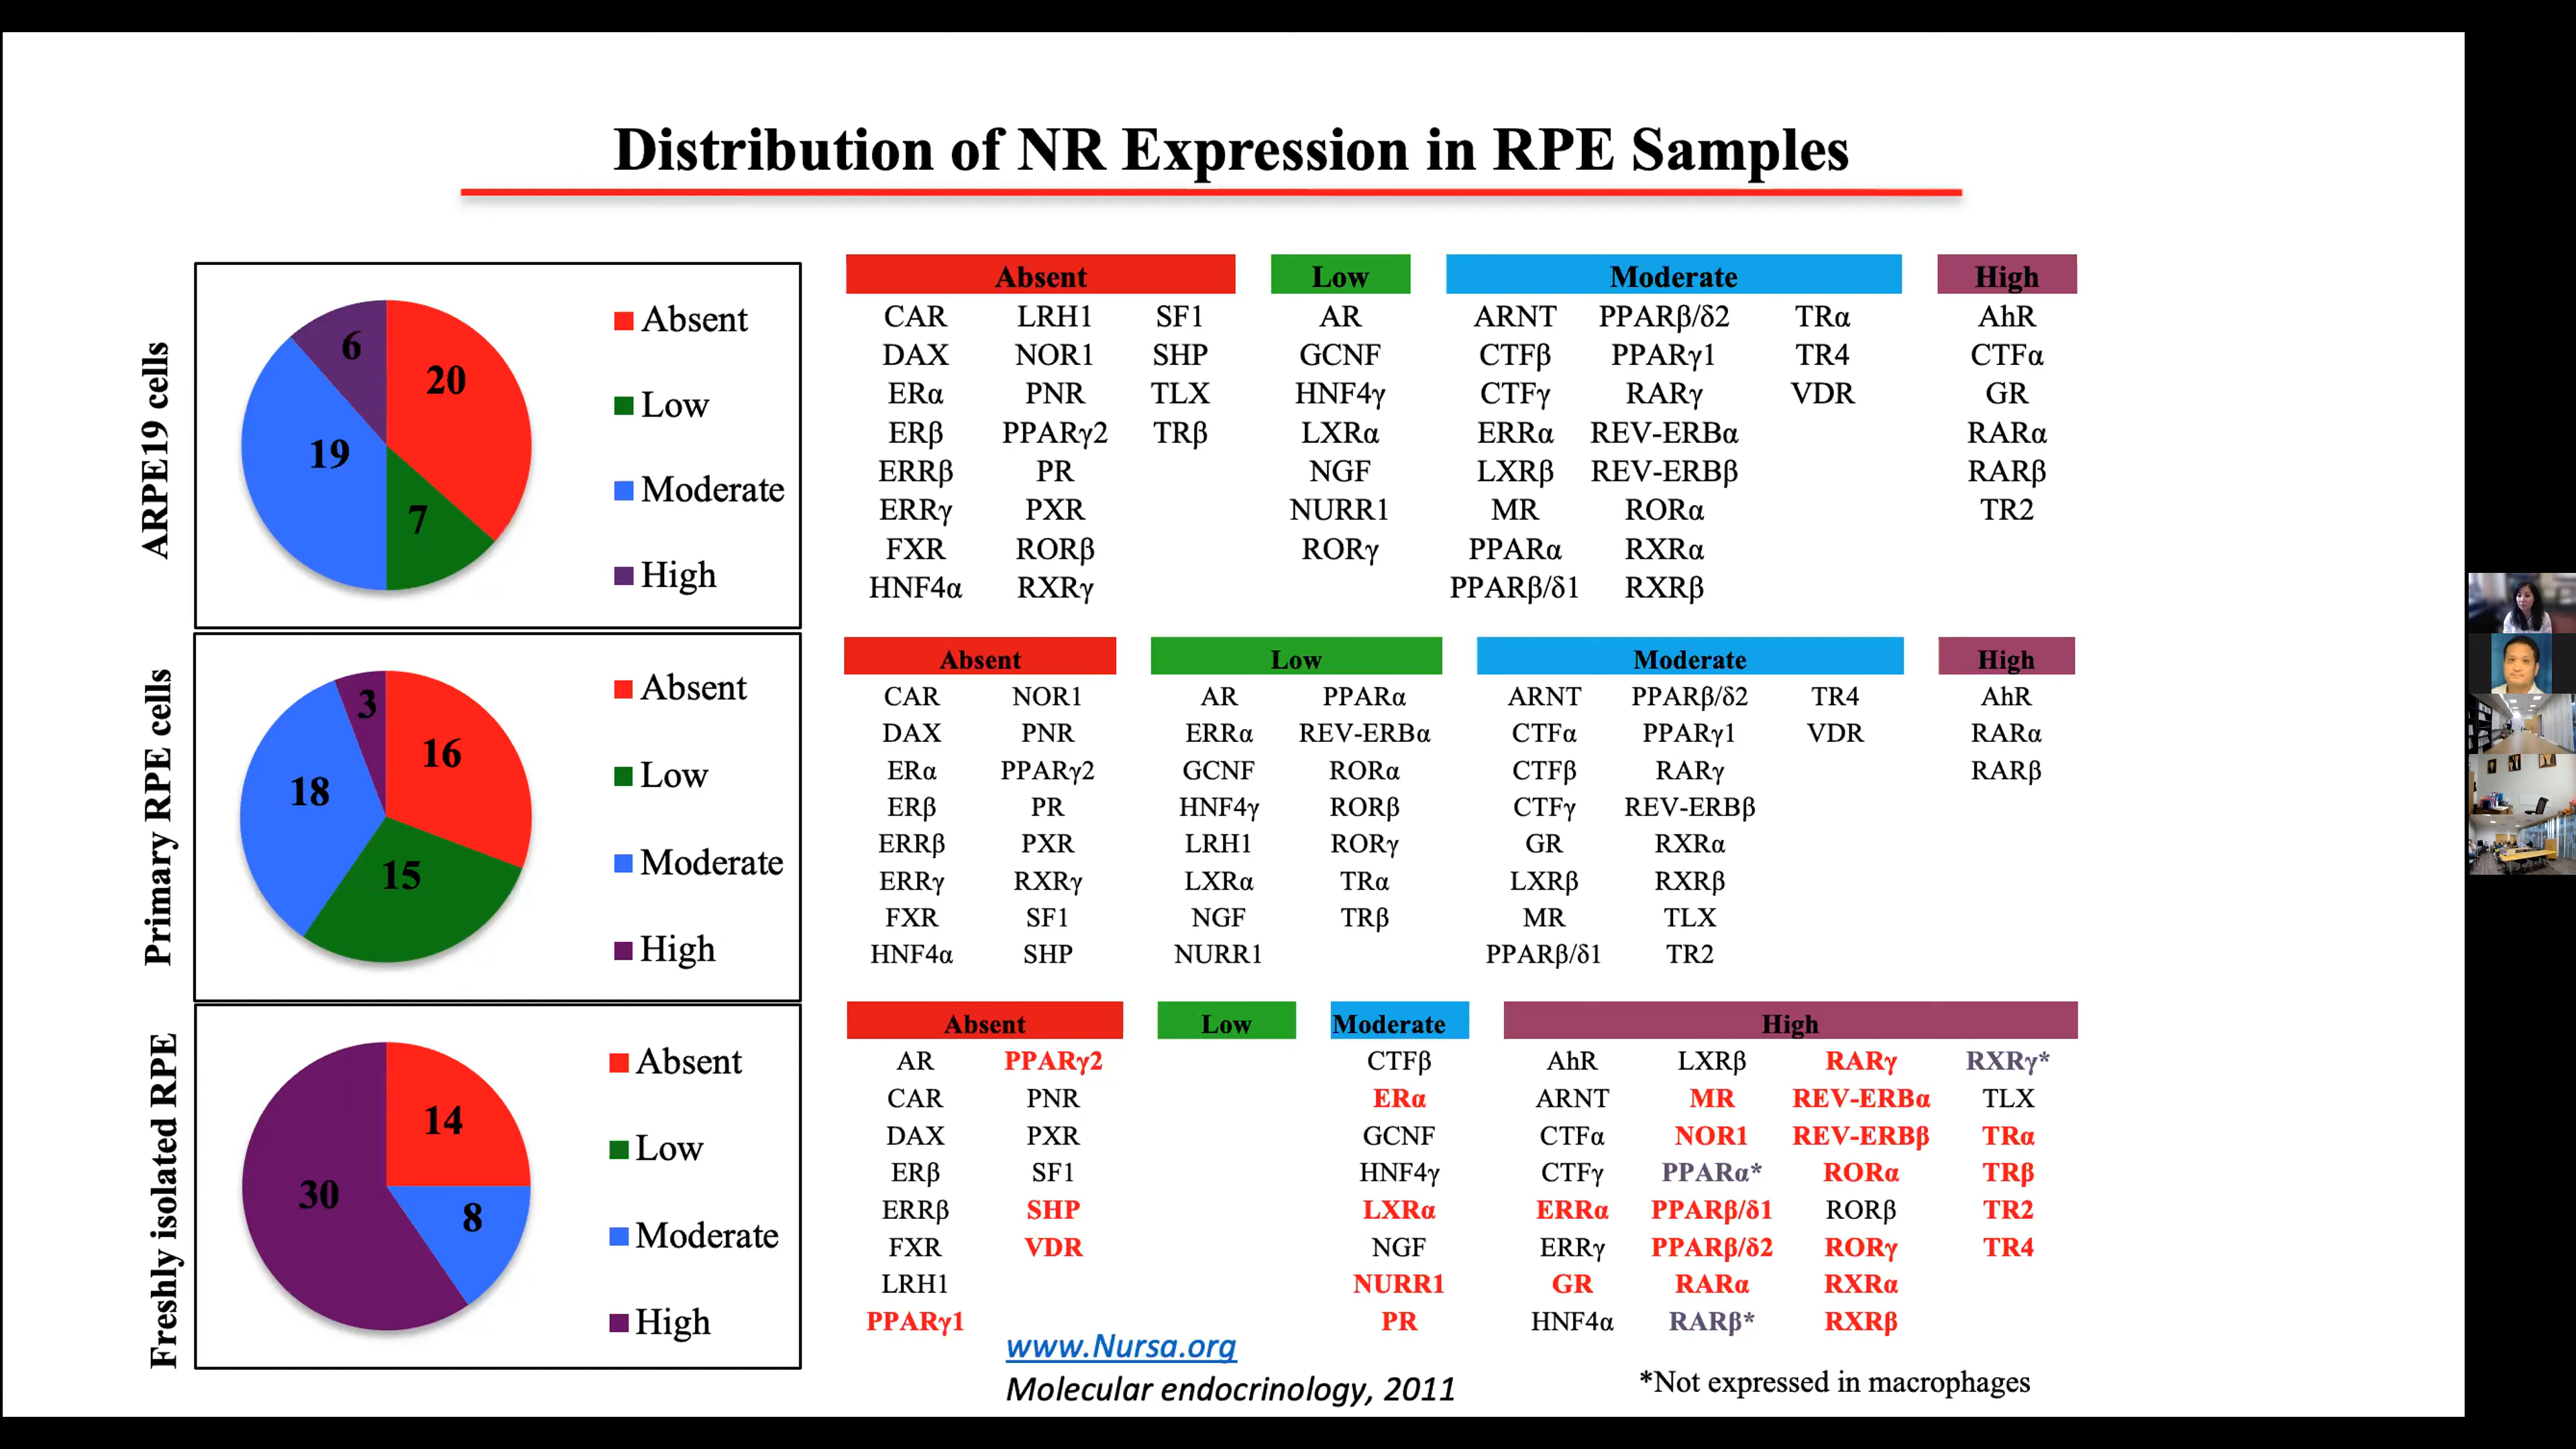 Distribution of NR Expression in RPE Samples
ARPE19 cells
6
20
19
7
Absent
Low
Moderate
High
Absent Low Moderate High
CAR LRH1 SF1 AR ARNT PPARβ/δ2 TRα AhR
DAX NOR1 SHP GCNF CTFβ PPARγ1 TR4 CTFα
ERα PNR TLX HNF4γ CTFγ RARγ VDR GR
ERβ PPARγ2 TRβ LXRα ERRα REV-ERBα RARα
ERRβ PR NGF LXRβ REV-ERBβ RARβ
ERRγ PXR NURR1 MR RORα TR2
FXR RORβ RORγ PPARα RXRα
HNF4α RXRγ PPARβ/δ1 RXRβ
Primary RPE cells
3
16
18
15
Absent
Low
Moderate
High
Absent Low Moderate High
CAR NOR1 AR PPARα ARNT PPARβ/δ2 TR4 AhR
DAX PNR ERRα REV-ERBα CTFα PPARγ1 VDR RARα
ERα PPARγ2 GCNF RORα CTFβ RARγ RARβ
ERβ PR HNF4γ RORβ CTFγ REV-ERBβ
ERRβ PXR LRH1 RORγ GR RXRα
ERRγ RXRγ LXRα TRα LXRβ RXRβ
FXR SF1 NGF TRβ MR TLX
HNF4α SHP NURR1 PPARβ/δ1 TR2
Freshly isolated RPE
14
30
8
Absent
Low
Moderate
High
Absent Low Moderate High
AR PPARγ2 CTFβ AhR LXRβ RARγ RXRγ*
CAR PNR ERα ARNT MR REV-ERBα TLX
DAX PXR GCNF CTFα NOR1 REV-ERBβ TRα
ERβ SF1 HNF4γ CTFγ PPARα* RORα TRβ
ERRβ SHP LXRα ERRα PPARβ/δ1 RORβ TR2
FXR VDR NGF ERRγ PPARβ/δ2 RORγ TR4
LRH1 NURR1 GR RARα RXRα
PPARγ1 PR HNF4α RARβ* RXRβ
www.Nursa.org
Molecular endocrinology, 2011
*Not expressed in macrophages